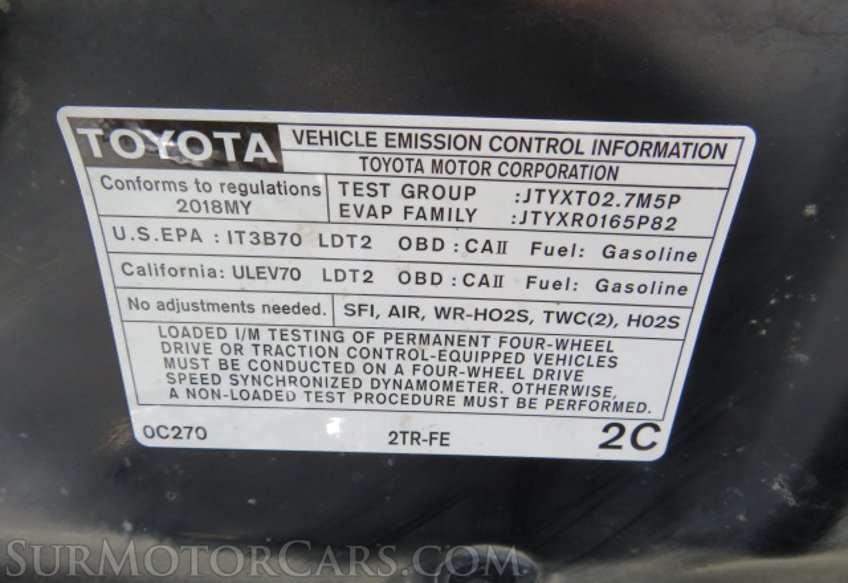 TOYOTA
VEHICLE EMISSION CONTROL INFORMATION
TOYOTA MOTOR CORPORATION
Conforms to regulations
2018MY
TEST GROUP :JTYXT02.7M5P
EVAP FAMILY :JTYXR0165P82
U.S.EPA : IT3B70 LDT2 OBD : CAII Fuel: Gasoline
California: ULEV70 LDT2 OBD : CAII Fuel: Gasoline
No adjustments needed.
SFI, AIR, WR-HO2S, TWC(2), HO2S
LOADED I/M TESTING OF PERMANENT FOUR-WHEEL
DRIVE OR TRACTION CONTROL-EQUIPPED VEHICLES
MUST BE CONDUCTED ON A FOUR-WHEEL DRIVE
SPEED SYNCHRONIZED DYNAMOMETER. OTHERWISE,
A NON-LOADED TEST PROCEDURE MUST BE PERFORMED.
0C270 2TR-FE 2C
SURMOTORCARS.COM